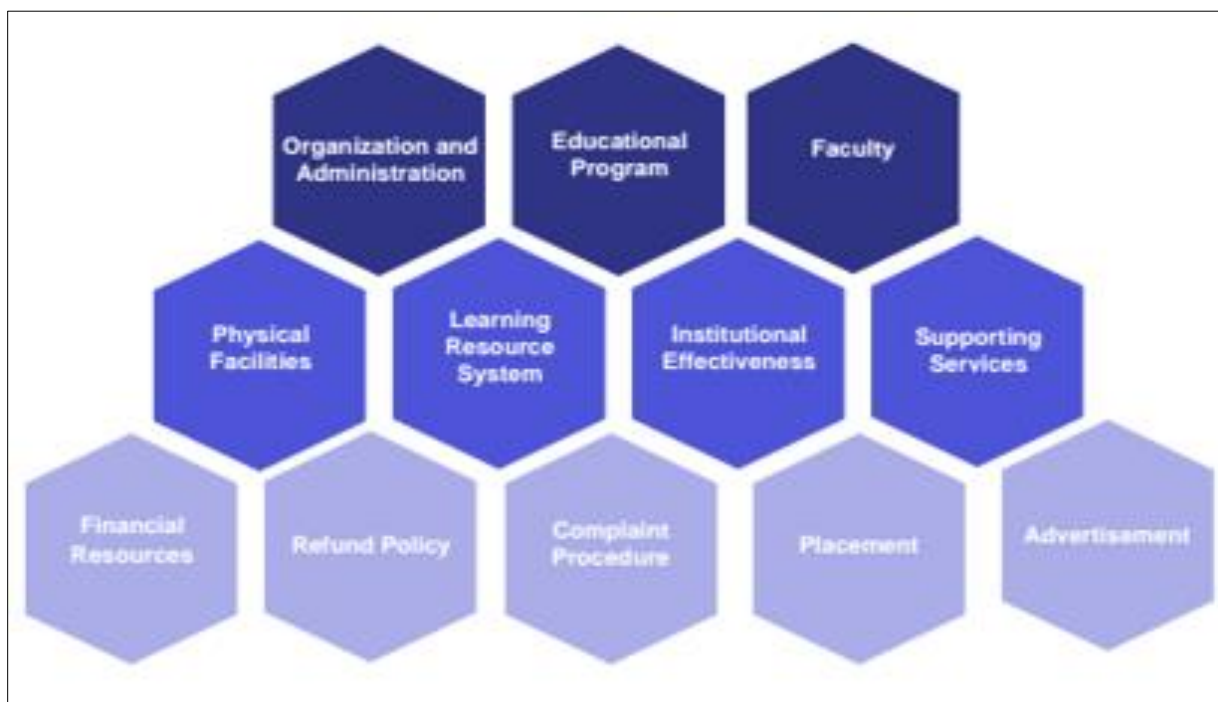 Organization and
Administration
Educational
Program
Faculty
Physical
Facilities
Learning
Resource
System
Institutional
Effectiveness
Supporting
Services
Financial
Resources
Refund Policy
Complaint
Procedure
Placement
Advertisement